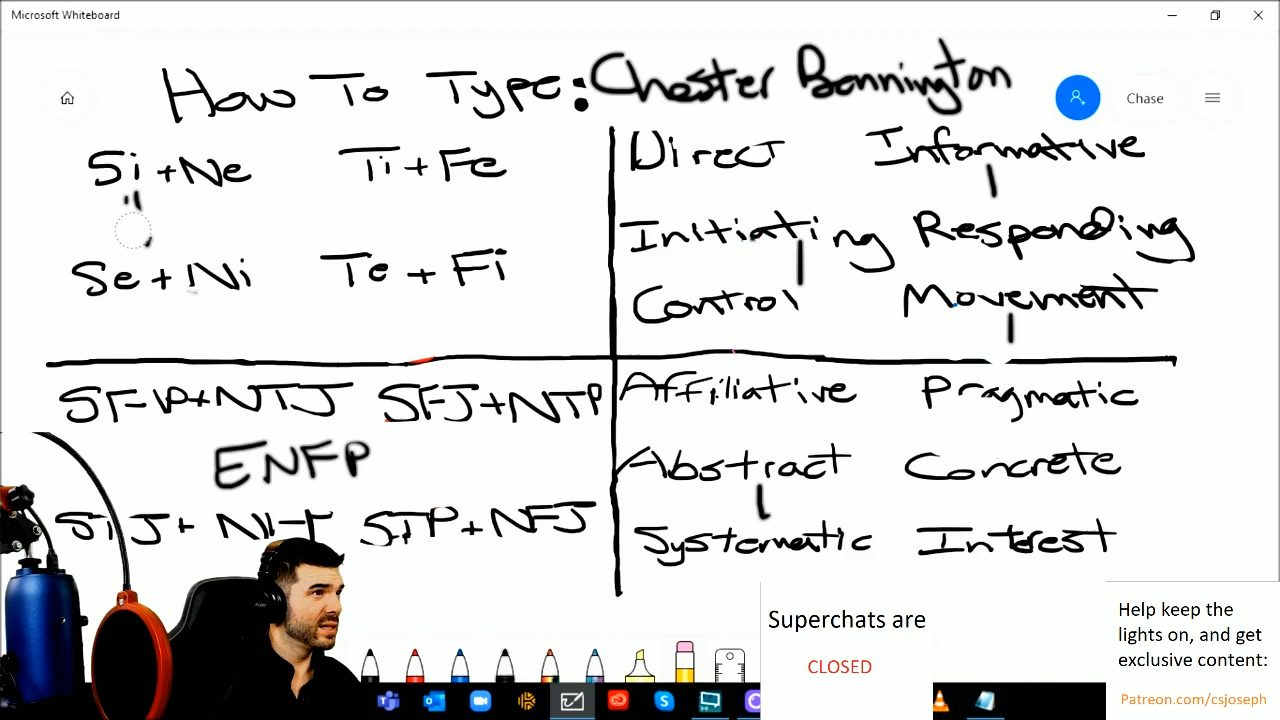 Microsoft Whiteboard
How To Type: Chester Bennington
Chase
Si + Ne Ti + Fe
Direct Informative
Se + Ni Te + Fi
Initiating Responding
Control Movement
SFP + NTJ SFJ + NTP
Affiliative Pragmatic
ENFP
Abstract Concrete
STJ + STP + NFJ
Systematic Interest
Superchats are
CLOSED
Help keep the
lights on, and get
exclusive content:
Patreon.com/csjoseph